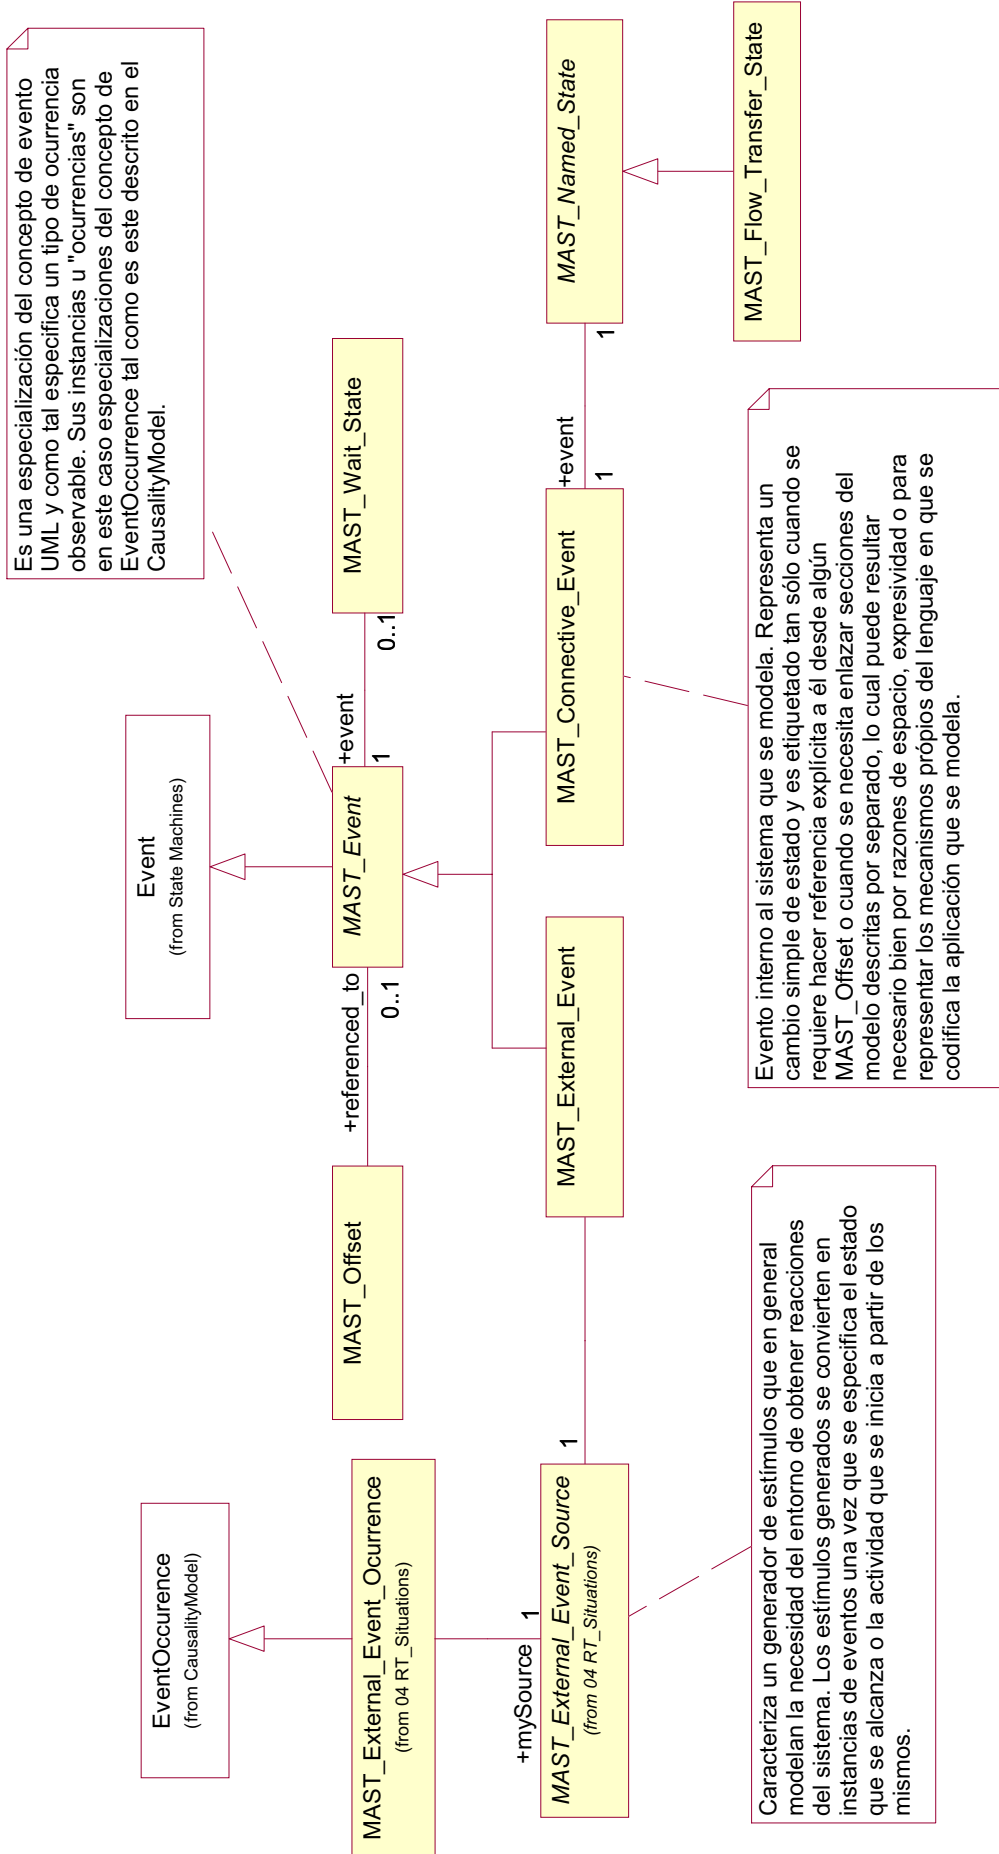 EventOccurence
(from CausalityModel)
Event
(from State Machines)
Es una especialización del concepto de evento
UML y como tal especifica un tipo de ocurrencia
observable. Sus instancias u "ocurrencias" son
en este caso especializaciones del concepto de
EventOccurrence tal como es este descrito en el
CausalityModel.
MAST_External_Event_Ocurrence
(from 04 RT_Situations)
MAST_Offset
+referenced_to
0..1
MAST_Event
+event
1
0..1
MAST_Wait_State
+mySource
1
MAST_External_Event_Source
(from 04 RT_Situations)
1
MAST_External_Event
MAST_Connective_Event
+event
1
1
MAST_Named_State
MAST_Flow_Transfer_State
Caracteriza un generador de estímulos que en general
modelan la necesidad del entorno de obtener reacciones
del sistema. Los estímulos generados se convierten en
instancias de eventos una vez que se especifica el estado
que se alcanza o la actividad que se inicia a partir de los
mismos.
Evento interno al sistema que se modela. Representa un
cambio simple de estado y es etiquetado tan sólo cuando se
requiere hacer referencia explícita a él desde algún
MAST_Offset o cuando se necesita enlazar secciones del
modelo descritas por separado, lo cual puede resultar
necesario bien por razones de espacio, expresividad o para
representar los mecanismos própios del lenguaje en que se
codifica la aplicación que se modela.